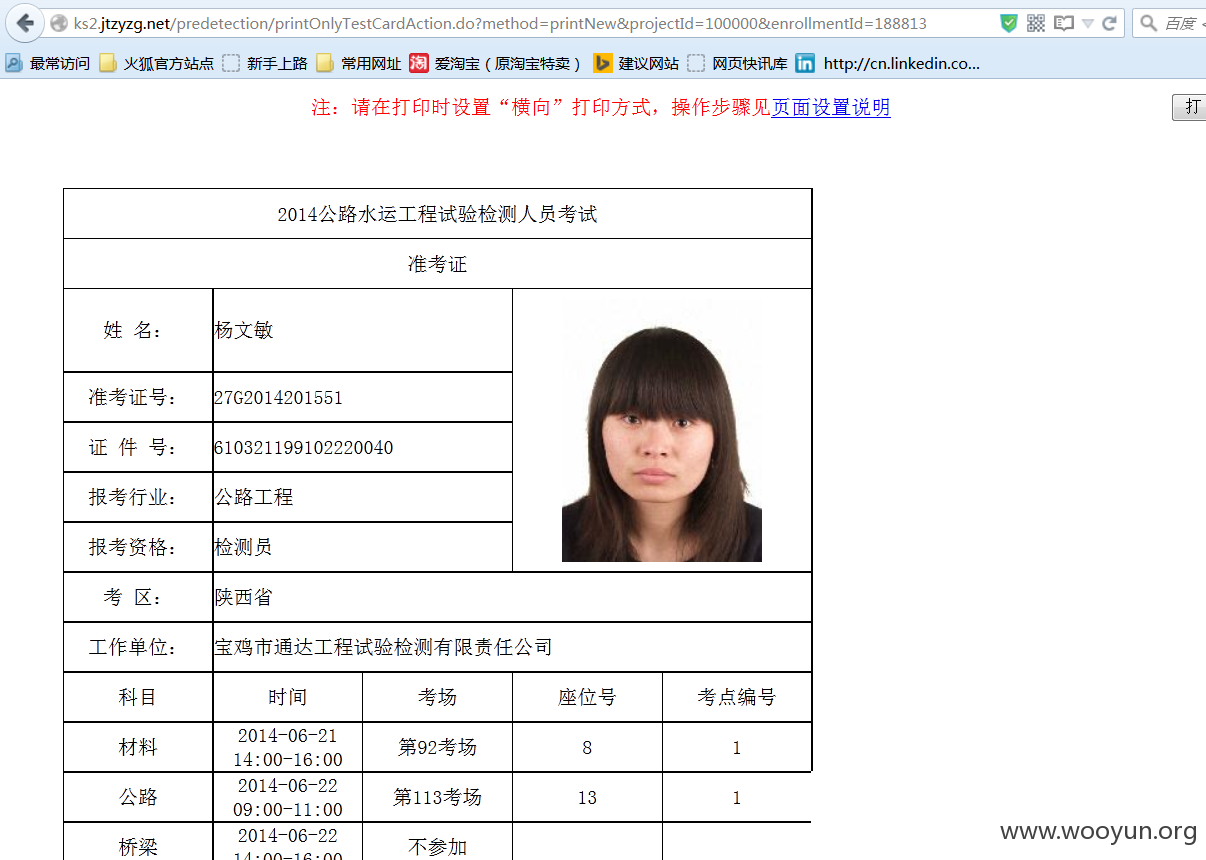 ks2.jtzyzg.net/predetection/printOnlyTestCardAction.do?method=printNew&projectId=100000&enrollmentId=188813 百度
最常访问 火狐官方站点 新手上路 常用网址 淘 爱淘宝（原淘宝特卖） 建议网站 网页快讯库 in http://cn.linkedin.co...
注：请在打印时设置“横向”打印方式，操作步骤见页面设置说明 打
2014公路水运工程试验检测人员考试
准考证
姓 名： 杨文敏
准考证号： 27G2014201551
证 件 号： 610321199102220040
报考行业： 公路工程
报考资格： 检测员
考 区： 陕西省
工作单位： 宝鸡市通达工程试验检测有限责任公司
科目 时间 考场 座位号 考点编号
材料 2014-06-21 14:00-16:00 第92考场 8 1
公路 2014-06-22 09:00-11:00 第113考场 13 1
桥梁 2014-06-22 14:00-16:00 不参加
www.wooyun.org